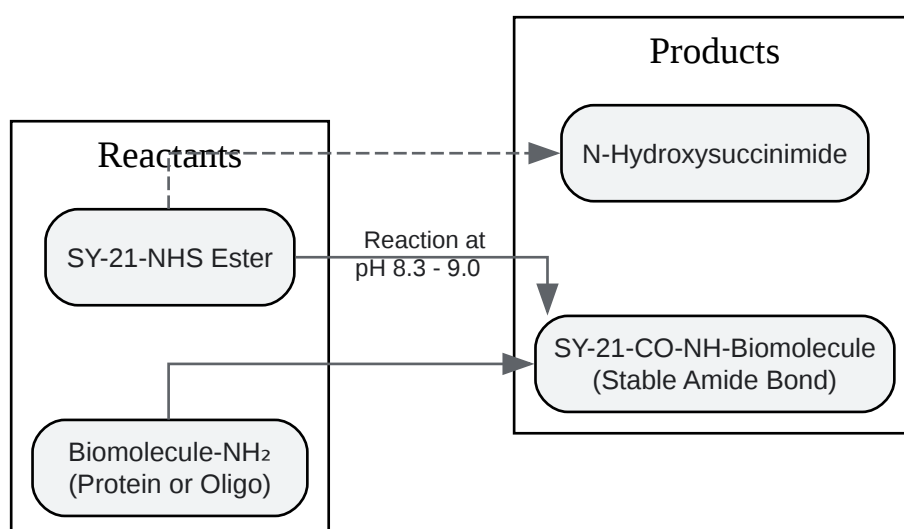 Products
N-Hydroxysuccinimide
Reactants
SY-21-NHS Ester
Reaction at
pH 8.3 - 9.0
SY-21-CO-NH-Biomolecule
(Stable Amide Bond)
Biomolecule-NH₂
(Protein or Oligo)